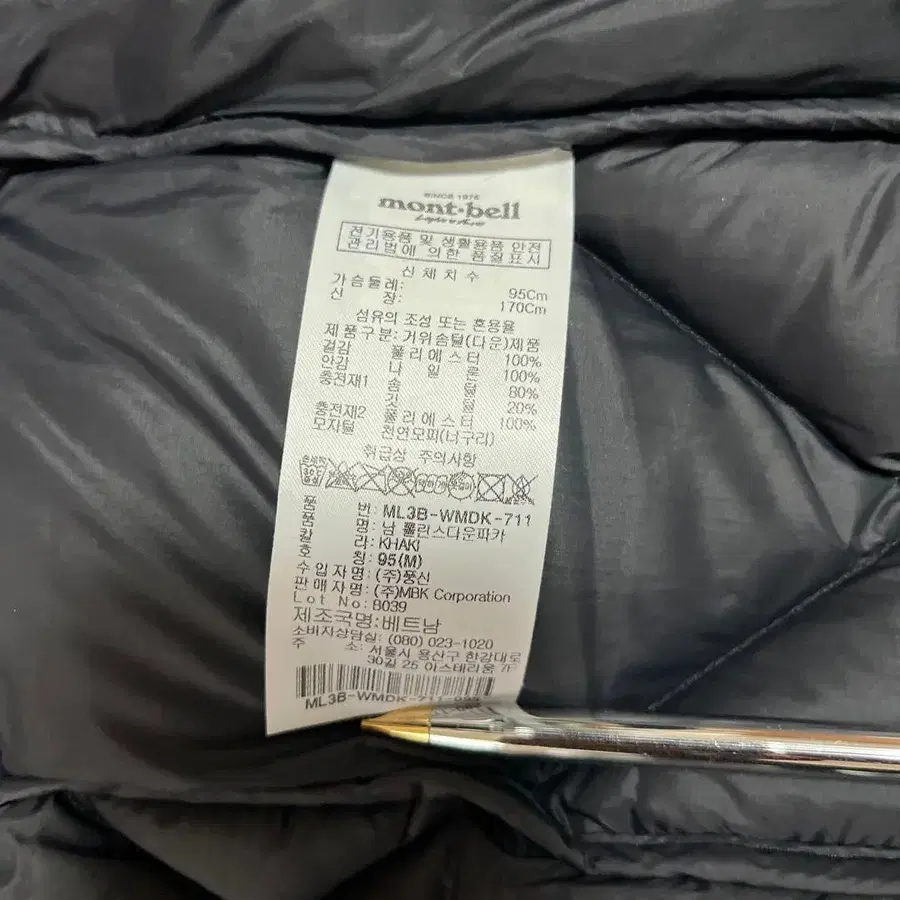 SINCE 1975
mont·bell
전기용품 및 생활용품 안전
관리법에 의한 품질표시
신체치수
가슴둘레: 95Cm
신 장: 170Cm
섬유의 조성 또는 혼용율
제품구분:거위솜털(다운)제품
겉감 폴리에스터 100%
안감 나일론 100%
충전재1 솜털 80%
깃털 20%
충전재2 폴리에스터 100%
모자털 천연모피(너구리)
취급상 주의사항
품 번: ML3B-WMDK-711
품 명: 남 폴린스다운파카
칼 라: KHAKI
호 칭: 95(M)
수입자명: (주)풍신
판매자명: (주)MBK Corporation
Lot No: B039
제조국명:베트남
소비자상담실: (080) 023-1020
주 소: 서울시 용산구 한강대로
30길 25 아스테리움
ML3B-WMDK-711-095